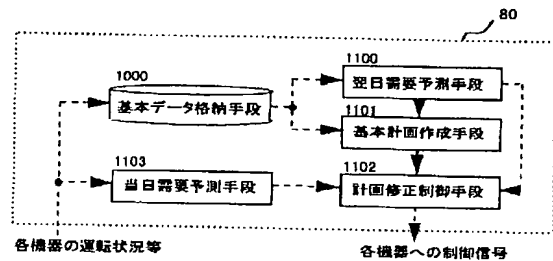 80
1000
基本データ格納手段
1100
翌日需要予測手段
1101
基本計画作成手段
1103
当日需要予測手段
1102
計画修正制御手段
各機器の運転状況等
各機器への制御信号